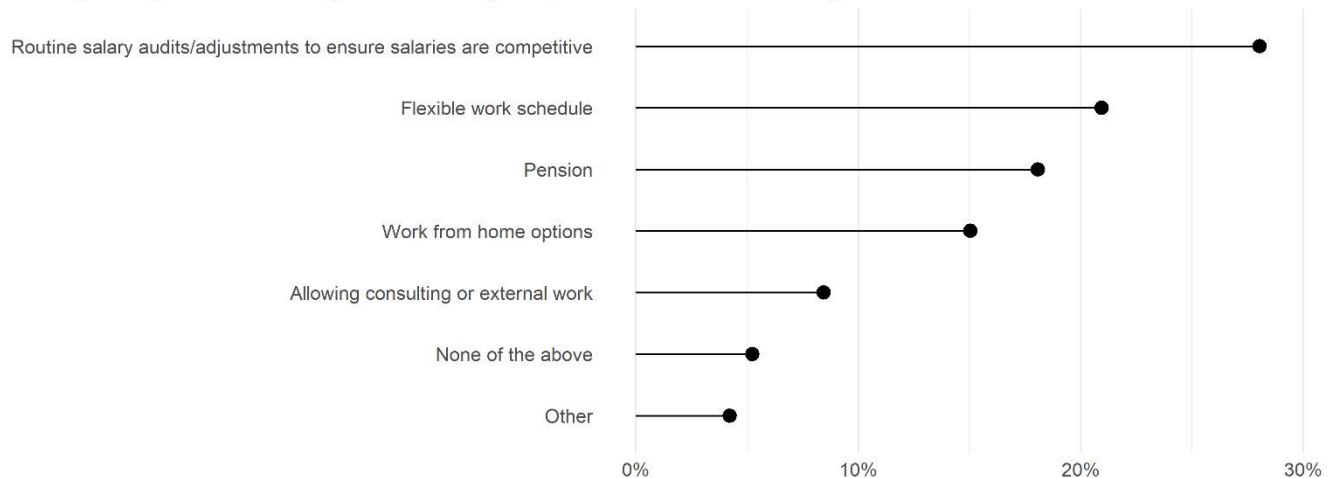 Routine salary audits/adjustments to ensure salaries are competitive
Flexible work schedule
Pension
Work from home options
Allowing consulting or external work
None of the above
Other
0% 10% 20% 30%